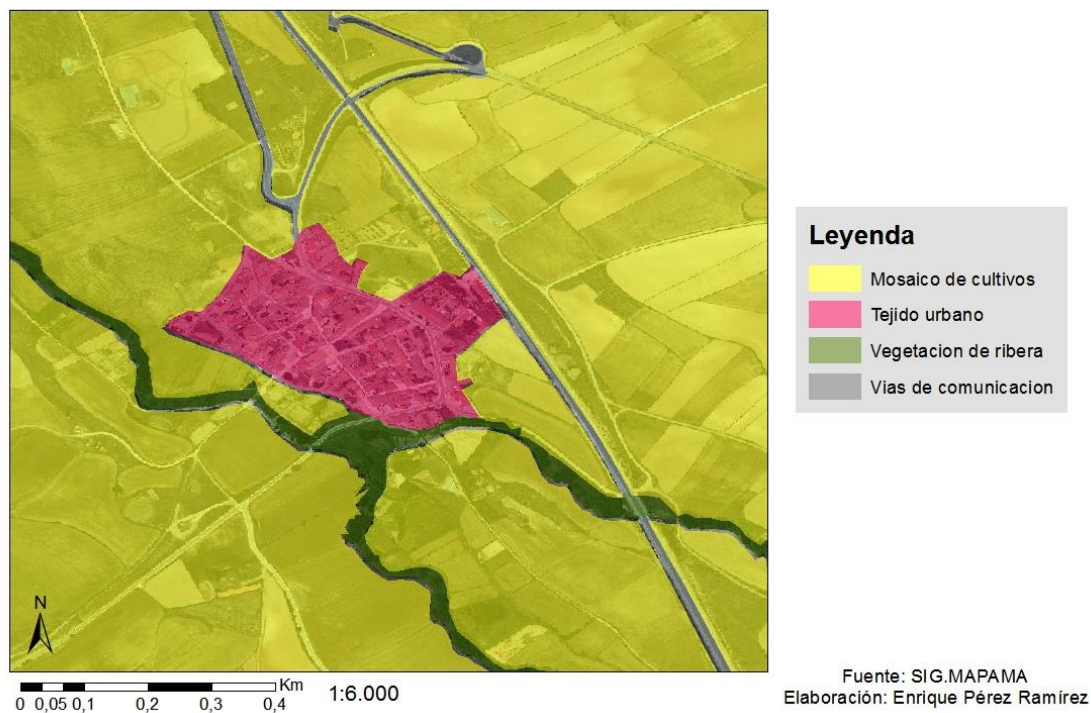 Leyenda
Mosaico de cultivos
Tejido urbano
Vegetacion de ribera
Vias de comunicacion
N
Km
0 0,05 0,1 0,2 0,3 0,4
1:6.000
Fuente: SIG.MAPAMA
Elaboración: Enrique Pérez Ramírez